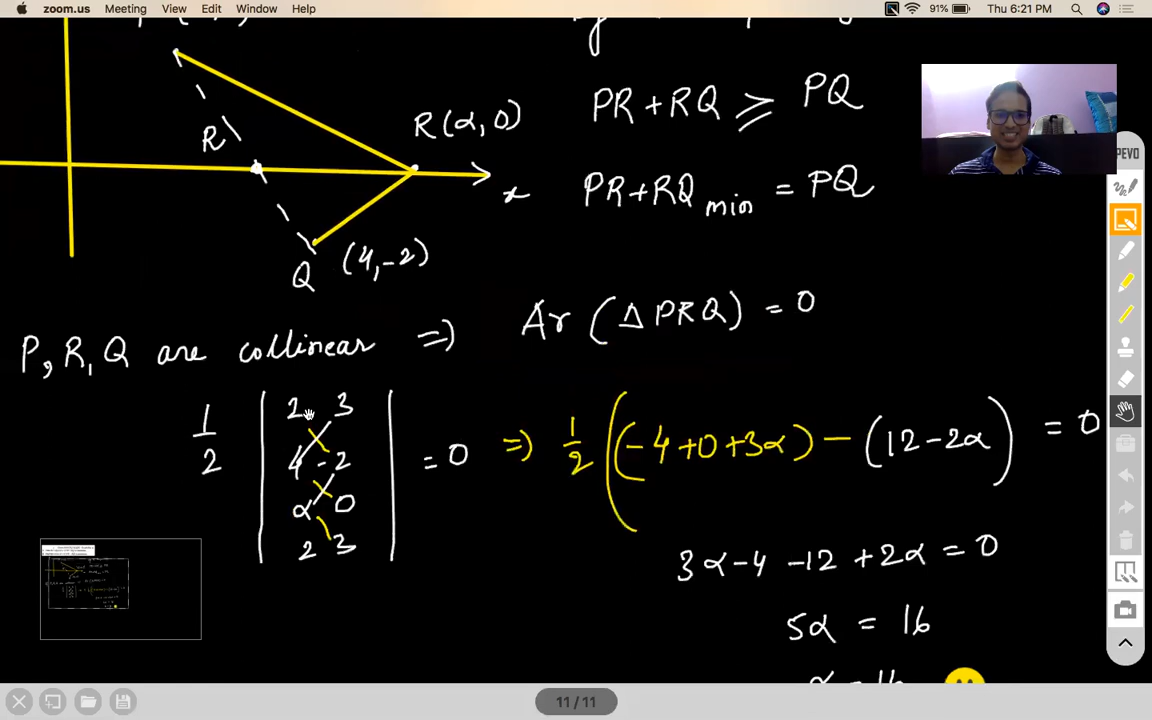 zoom.us Meeting View Edit Window Help 91% Thu 6:21 PM
PR+RQ ≥ PQ
R(α, 0)
R
x
PR+RQ min = PQ
Q (4,-2)
Ar (Δ PRQ) = 0
P, R, Q are collinear =>
1/2 | 2 3
4 -2
α 0
2 3 | = 0 => 1/2 ((-4+0+3α) - (12-2α)) = 0
3α-4 -12 +2α = 0
5α = 16
PEVO
11 / 11